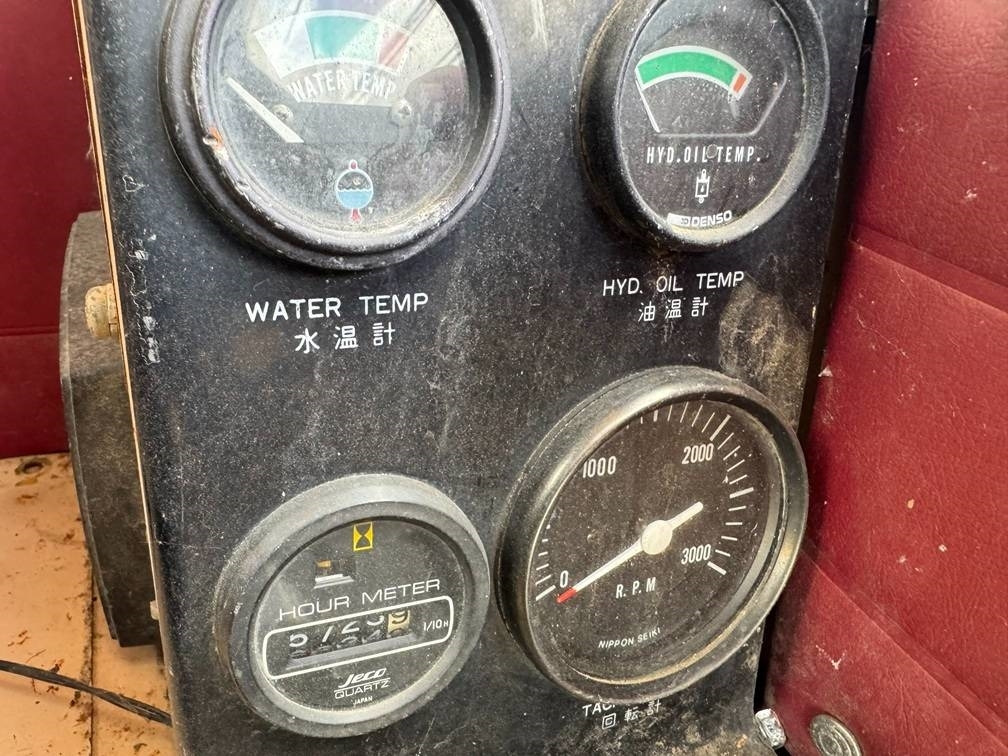 WATER TEMP
HYD.OIL TEMP.
DENSO
WATER TEMP
水温計
HYD. OIL TEMP
油温計
1000
2000
3000
0
R.P.M
NIPPON SEIKI
HOUR METER
1/10H
Jeco
QUARTZ
JAPAN
回転計